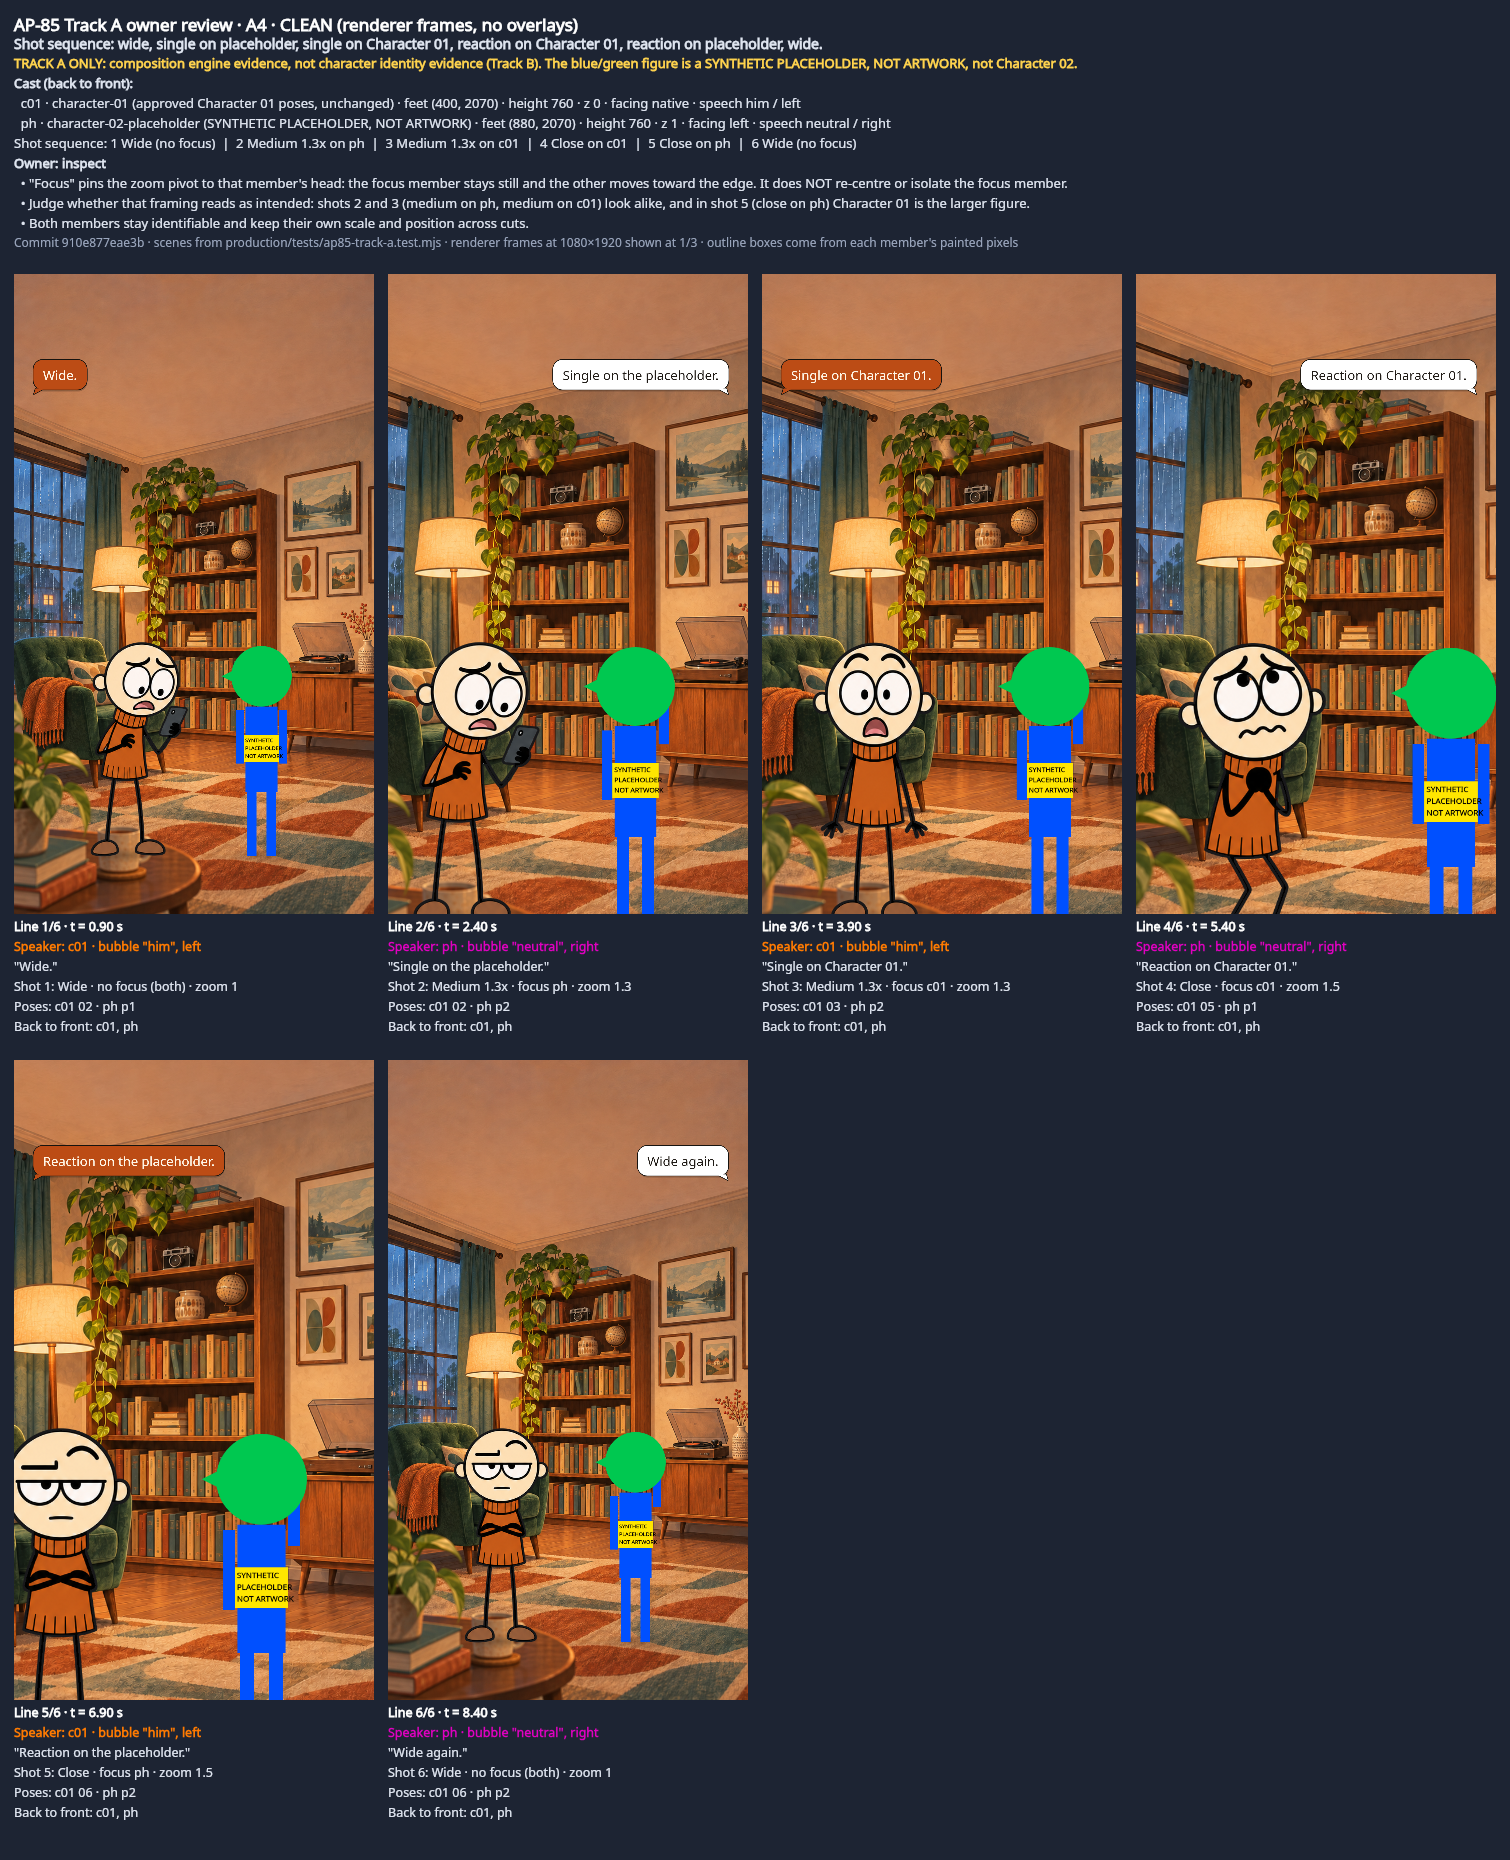 AP-85 Track A owner review · A4 · CLEAN (renderer frames, no overlays)
Shot sequence: wide, single on placeholder, single on Character 01, reaction on Character 01, reaction on placeholder, wide.
TRACK A ONLY: composition engine evidence, not character identity evidence (Track B). The blue/green figure is a SYNTHETIC PLACEHOLDER, NOT ARTWORK, not Character 02.
Cast (back to front):
c01 · character-01 (approved Character 01 poses, unchanged) · feet (400, 2070) · height 760 · z 0 · facing native · speech him / left
ph · character-02-placeholder (SYNTHETIC PLACEHOLDER, NOT ARTWORK) · feet (880, 2070) · height 760 · z 1 · facing left · speech neutral / right
Shot sequence: 1 Wide (no focus) | 2 Medium 1.3x on ph | 3 Medium 1.3x on c01 | 4 Close on c01 | 5 Close on ph | 6 Wide (no focus)
Owner: inspect
• "Focus" pins the zoom pivot to that member's head: the focus member stays still and the other moves toward the edge. It does NOT re-centre or isolate the focus member.
• Judge whether that framing reads as intended: shots 2 and 3 (medium on ph, medium on c01) look alike, and in shot 5 (close on ph) Character 01 is the larger figure.
• Both members stay identifiable and keep their own scale and position across cuts.
Commit 910e877eae3b · scenes from production/tests/ap85-track-a.test.mjs · renderer frames at 1080×1920 shown at 1/3 · outline boxes come from each member's painted pixels
Wide.
SYNTHETIC
PLACEHOLDER
NOT ARTWORK
Line 1/6 · t = 0.90 s
Speaker: c01 · bubble "him", left
"Wide."
Shot 1: Wide · no focus (both) · zoom 1
Poses: c01 02 · ph p1
Back to front: c01, ph
Single on the placeholder.
SYNTHETIC
PLACEHOLDER
NOT ARTWORK
Line 2/6 · t = 2.40 s
Speaker: ph · bubble "neutral", right
"Single on the placeholder."
Shot 2: Medium 1.3x · focus ph · zoom 1.3
Poses: c01 02 · ph p2
Back to front: c01, ph
Single on Character 01.
SYNTHETIC
PLACEHOLDER
NOT ARTWORK
Line 3/6 · t = 3.90 s
Speaker: c01 · bubble "him", left
"Single on Character 01."
Shot 3: Medium 1.3x · focus c01 · zoom 1.3
Poses: c01 03 · ph p2
Back to front: c01, ph
Reaction on Character 01.
SYNTHETIC
PLACEHOLDER
NOT ARTWORK
Line 4/6 · t = 5.40 s
Speaker: ph · bubble "neutral", right
"Reaction on Character 01."
Shot 4: Close · focus c01 · zoom 1.5
Poses: c01 05 · ph p1
Back to front: c01, ph
Reaction on the placeholder.
SYNTHETIC
PLACEHOLDER
NOT ARTWORK
Line 5/6 · t = 6.90 s
Speaker: c01 · bubble "him", left
"Reaction on the placeholder."
Shot 5: Close · focus ph · zoom 1.5
Poses: c01 06 · ph p2
Back to front: c01, ph
Wide again.
SYNTHETIC
PLACEHOLDER
NOT ARTWORK
Line 6/6 · t = 8.40 s
Speaker: ph · bubble "neutral", right
"Wide again."
Shot 6: Wide · no focus (both) · zoom 1
Poses: c01 06 · ph p2
Back to front: c01, ph